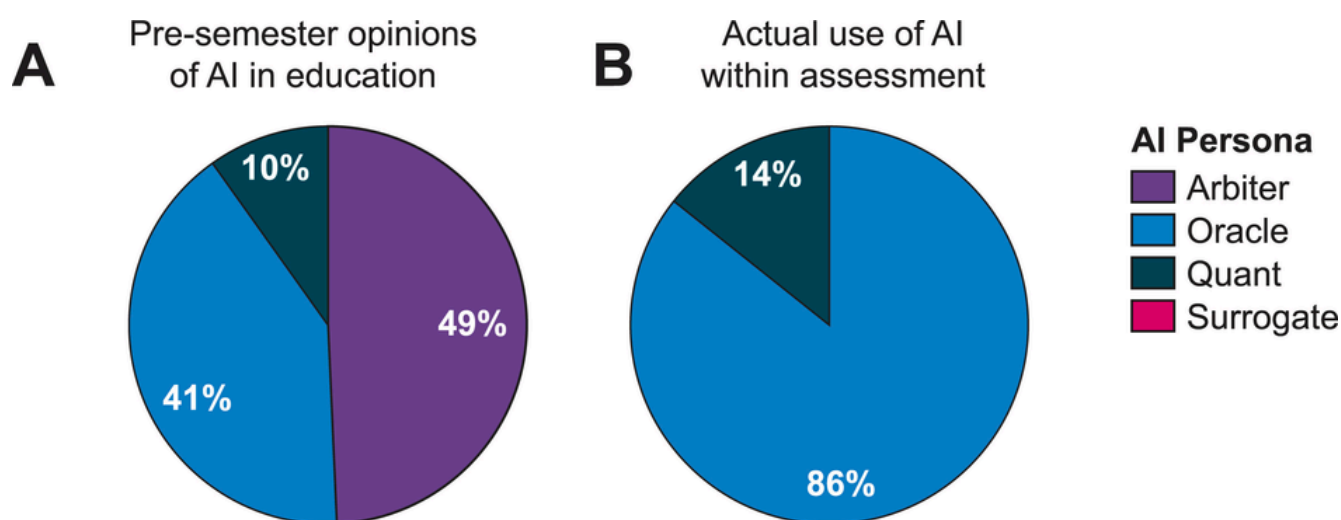 A
Pre-semester opinions
of AI in education
10%
49%
41%
B
Actual use of AI
within assessment
14%
86%
AI Persona
Arbiter
Oracle
Quant
Surrogate